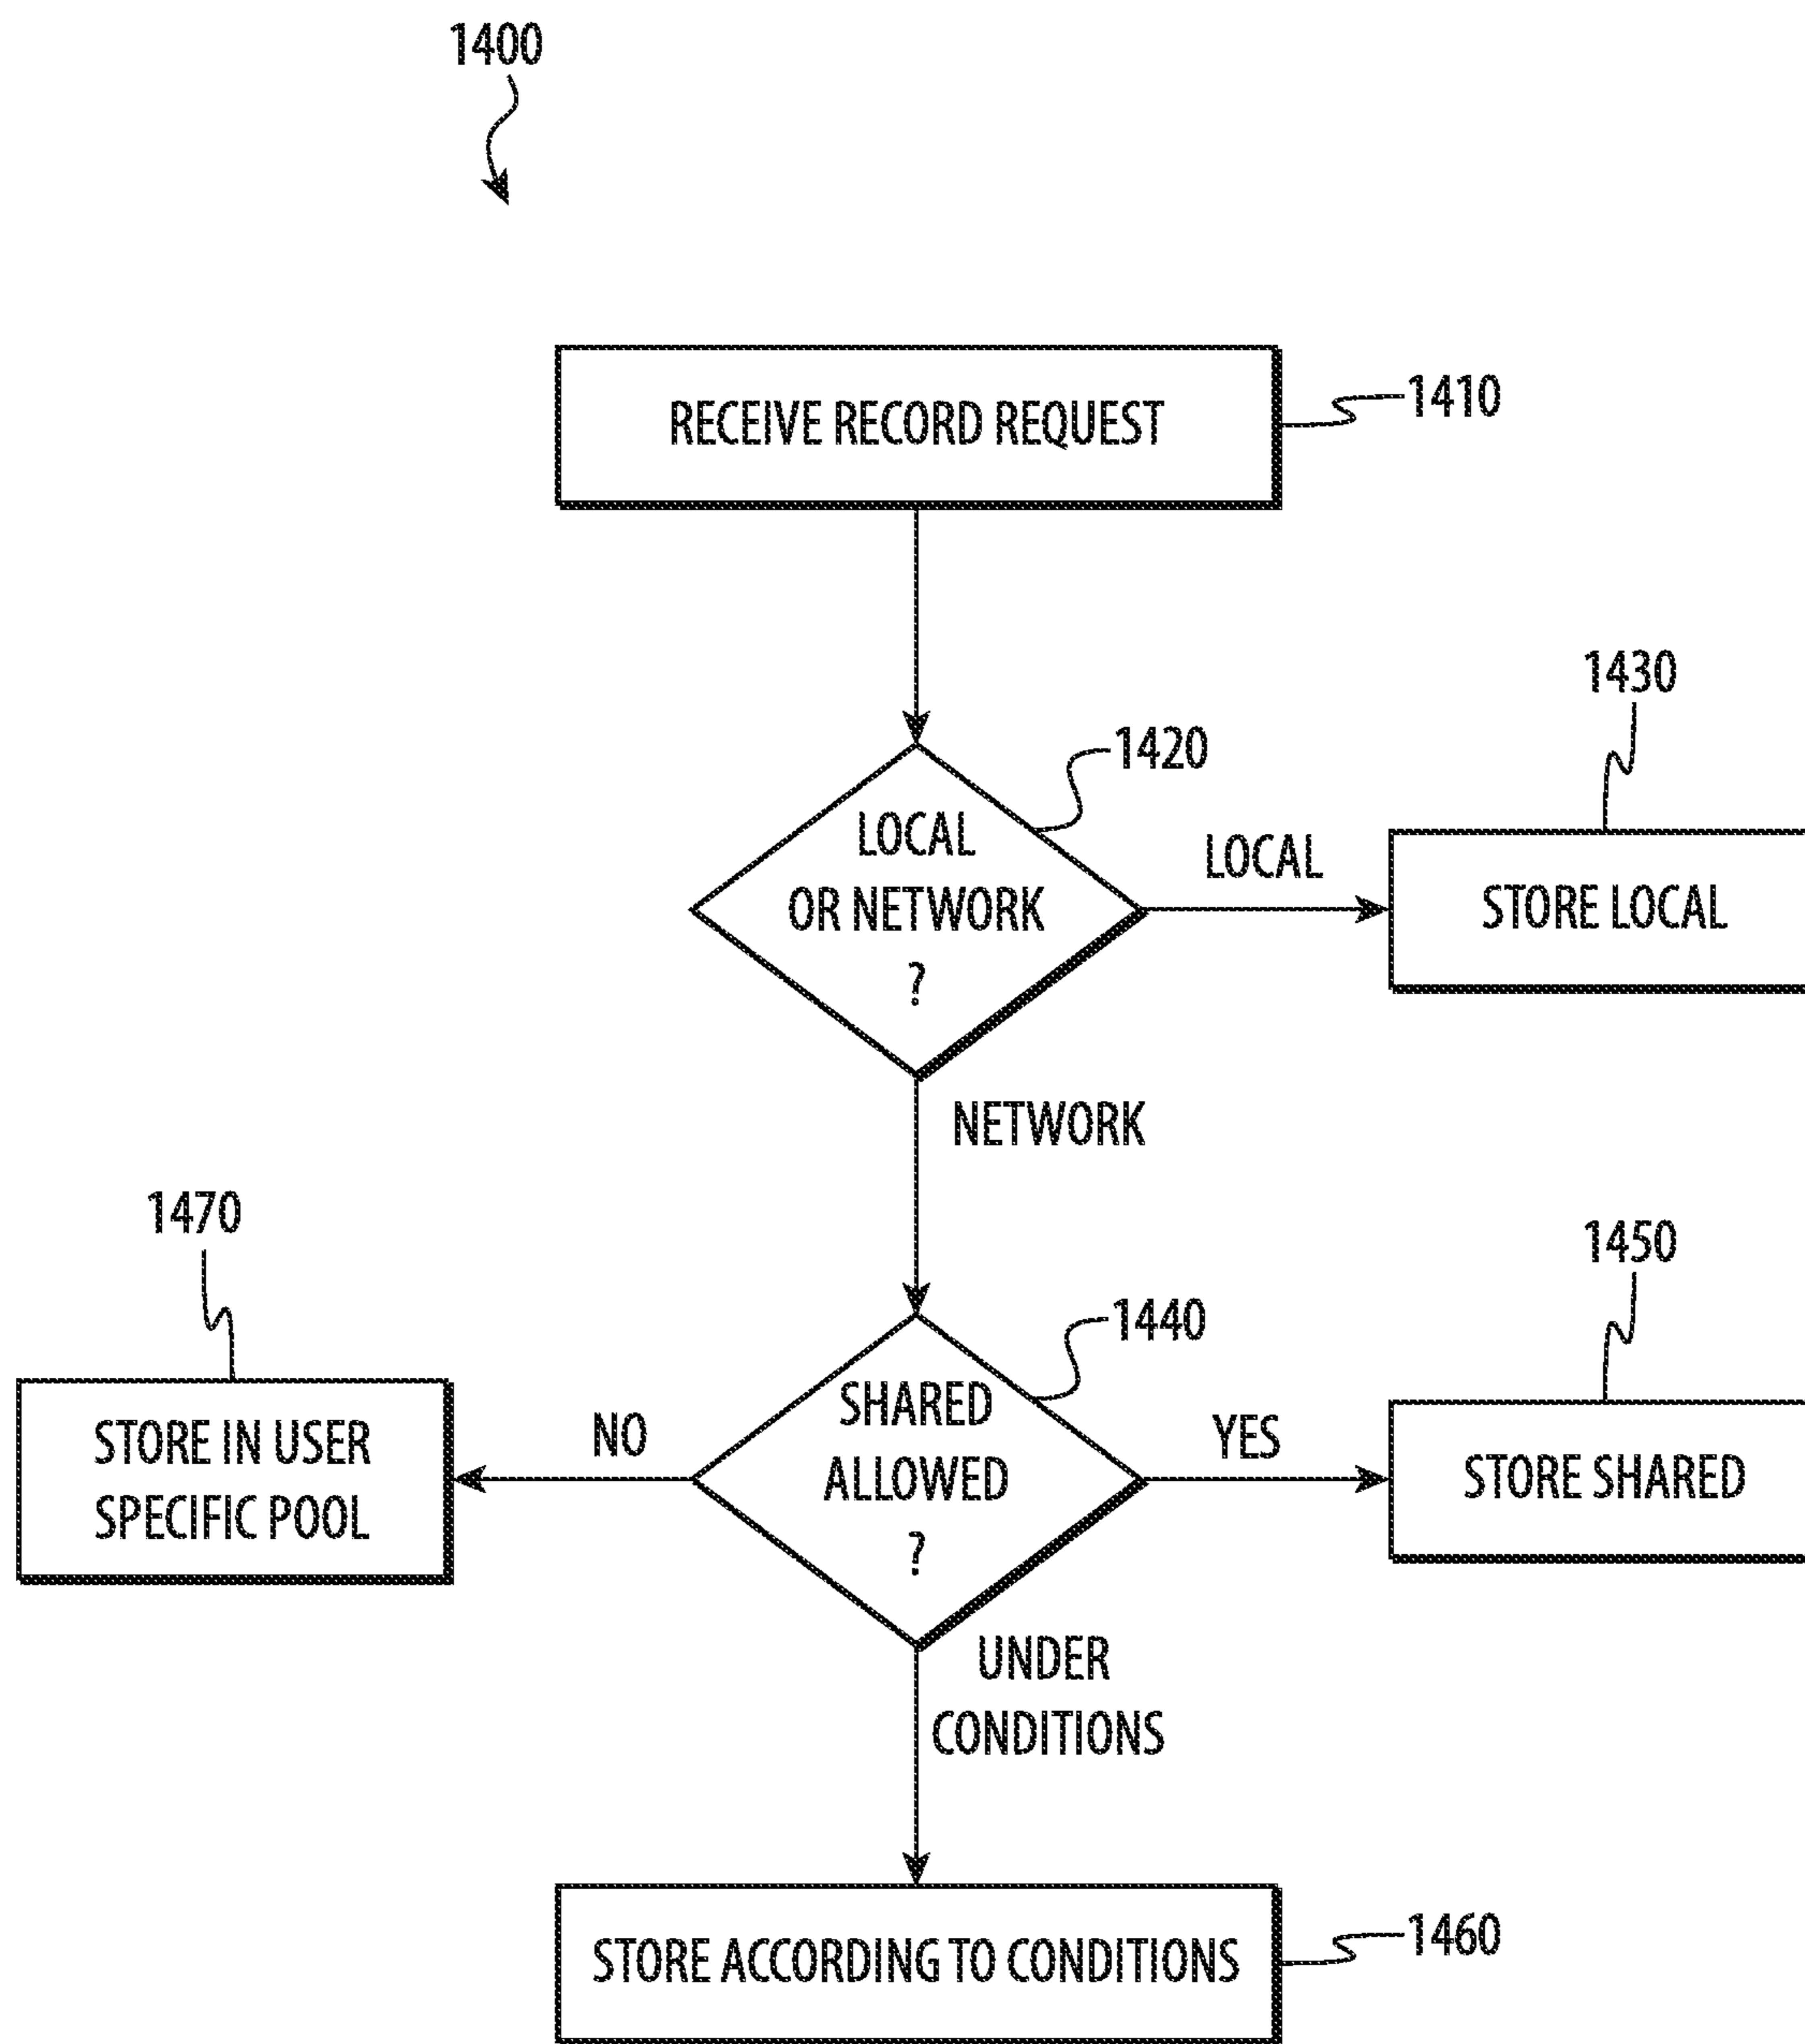 1400
RECEIVE RECORD REQUEST
1410
1430
1420
LOCAL
OR NETWORK
?
LOCAL
STORE LOCAL
NETWORK
1470
1450
1440
SHARED
ALLOWED
?
NO
YES
STORE IN USER
SPECIFIC POOL
STORE SHARED
UNDER
CONDITIONS
STORE ACCORDING TO CONDITIONS
1460